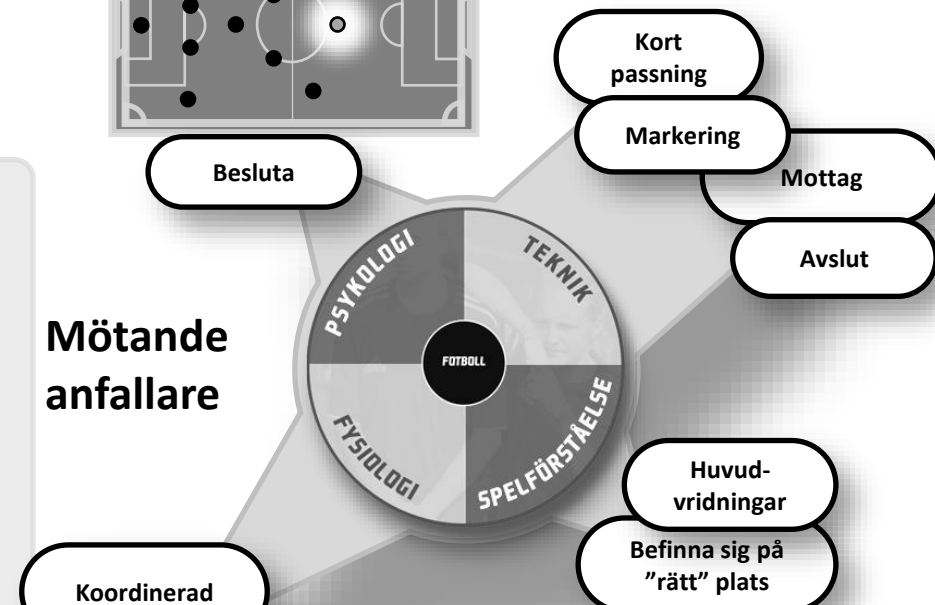 Kort
passning
Markering
Mottag
Besluta
Avslut
PSYKOLOGI
TEKNIK
Mötande
anfallare
FOTBOLL
FYSIOLOGI
SPELFÖRSTÅELSE
Huvud-
vridningar
Befinna sig på
”rätt” plats
Koordinerad